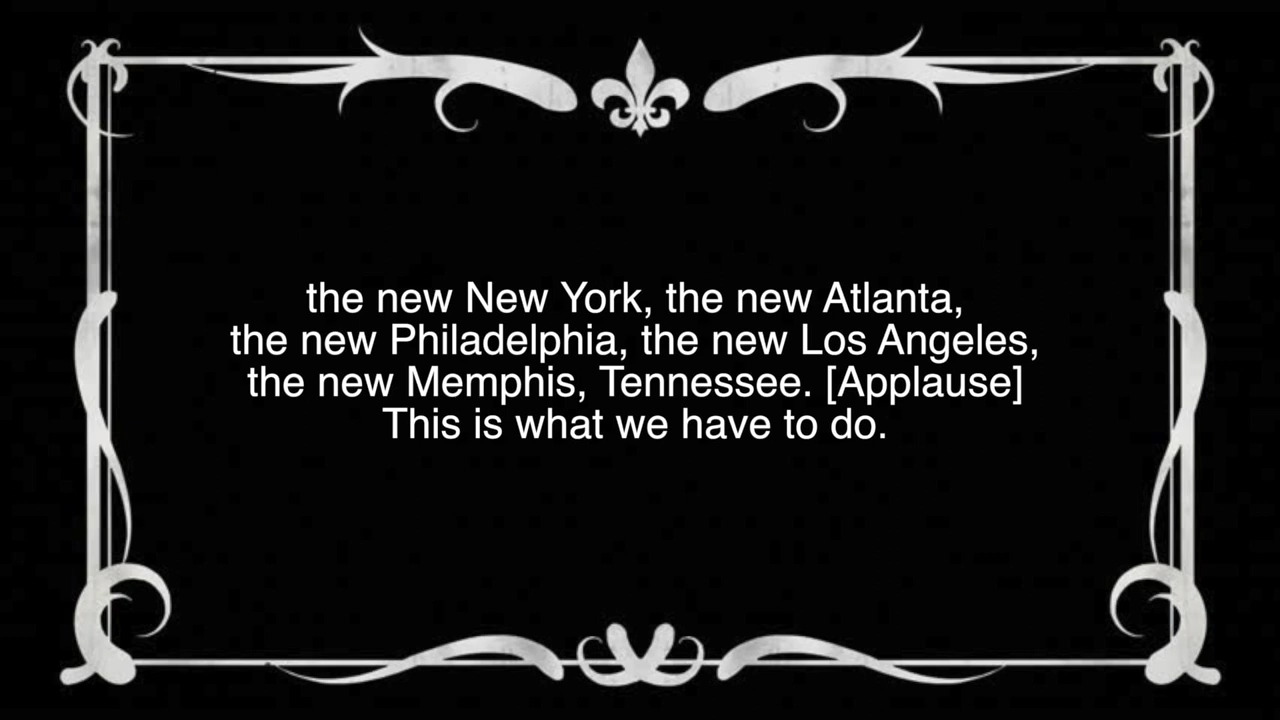 the new New York, the new Atlanta,
the new Philadelphia, the new Los Angeles,
the new Memphis, Tennessee. [Applause]
This is what we have to do.